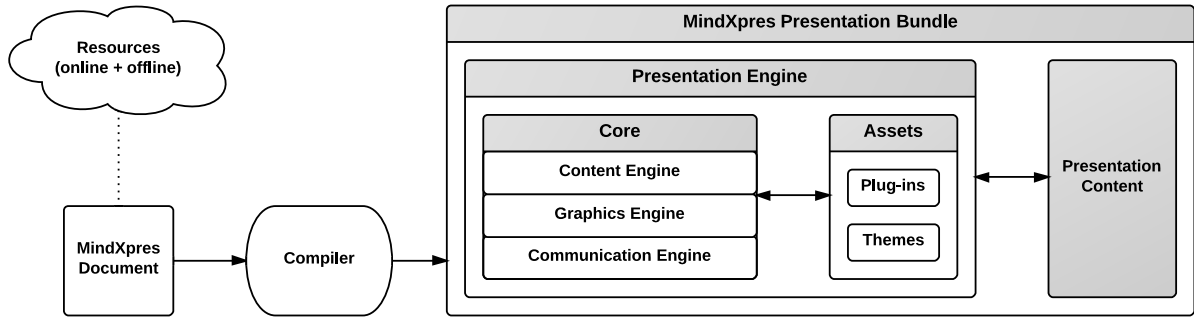 Resources
(online + offline)
MindXpres
Document
Compiler
MindXpres Presentation Bundle
Presentation Engine
Core
Content Engine
Graphics Engine
Communication Engine
Assets
Plug-ins
Themes
Presentation
Content